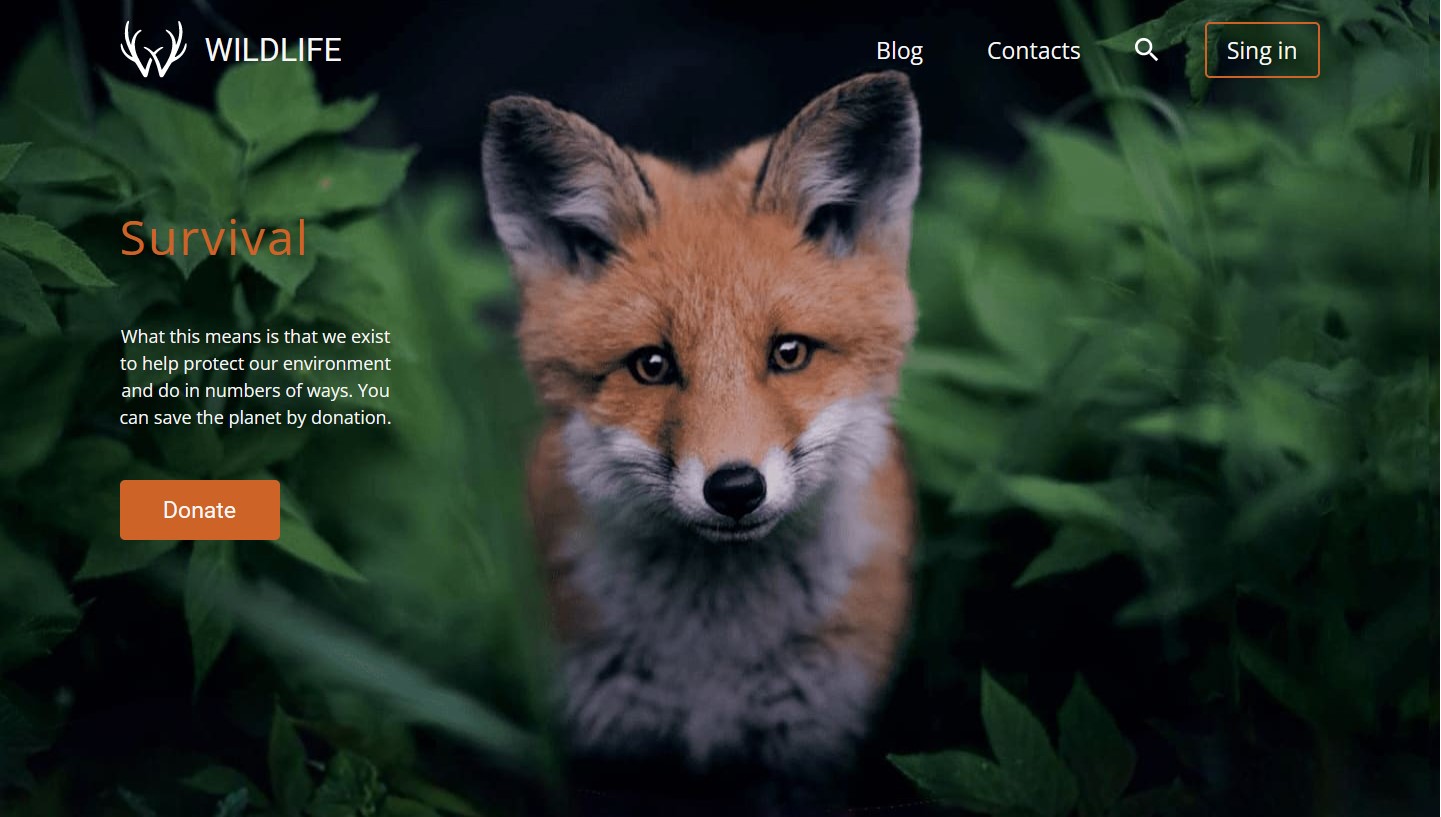 WILDLIFE
Blog
Contacts
Sing in
Survival
What this means is that we exist
to help protect our environment
and do in numbers of ways. You
can save the planet by donation.
Donate